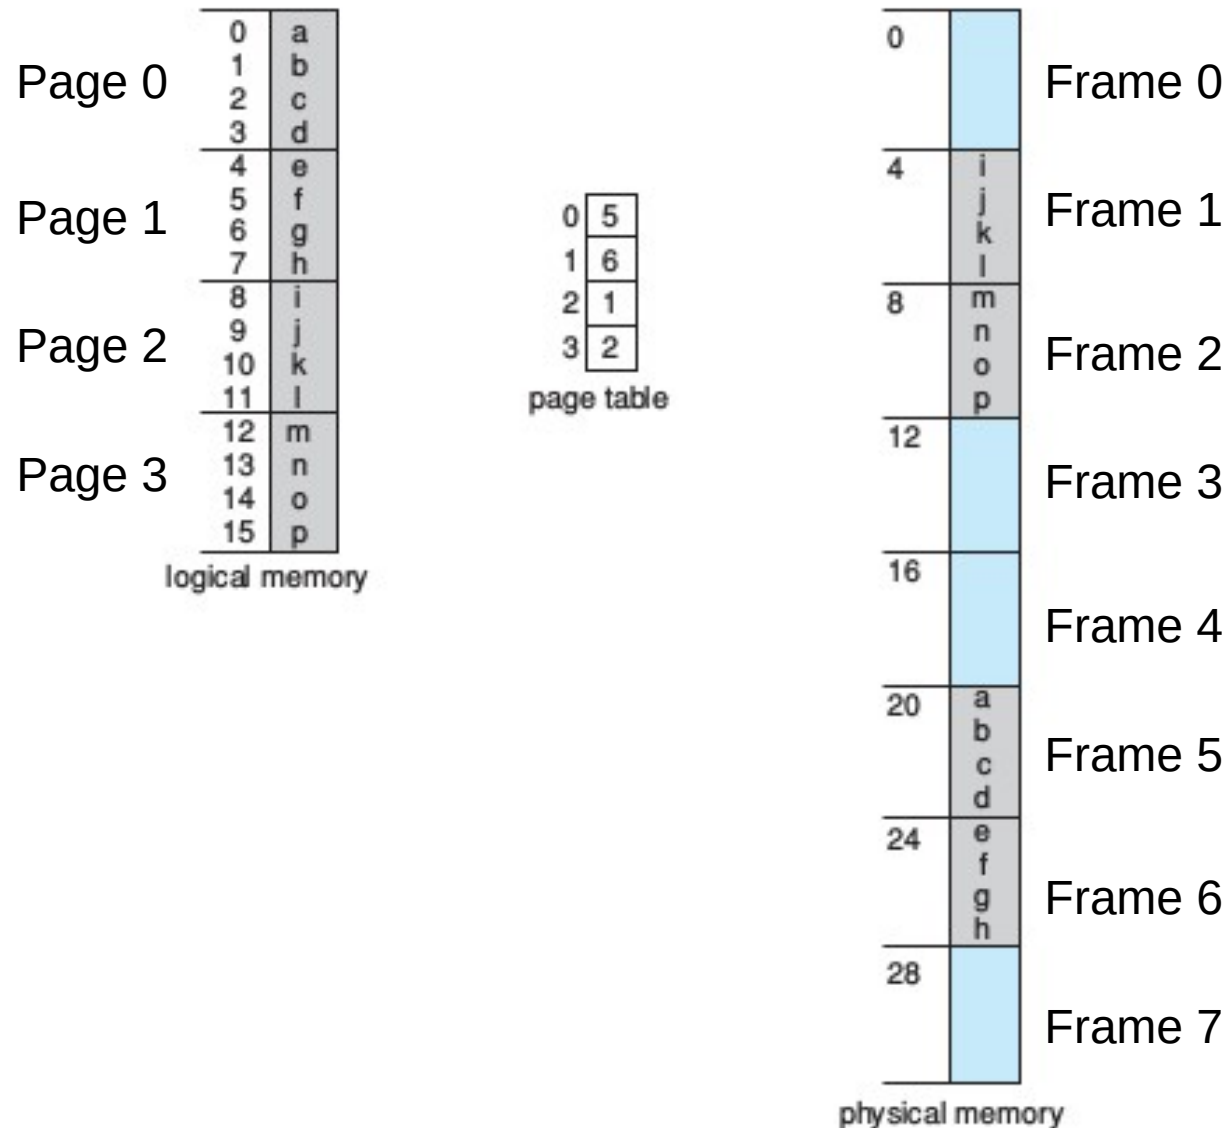 Page 0
0 a
1 b
2 c
3 d
Page 1
4 e
5 f
6 g
7 h
Page 2
8 i
9 j
10 k
11 l
Page 3
12 m
13 n
14 o
15 p
logical memory
0 5
1 6
2 1
3 2
page table
0
Frame 0
4 i
j
k
l
Frame 1
8 m
n
o
p
Frame 2
12
Frame 3
16
Frame 4
20 a
b
c
d
Frame 5
24 e
f
g
h
Frame 6
28
Frame 7
physical memory